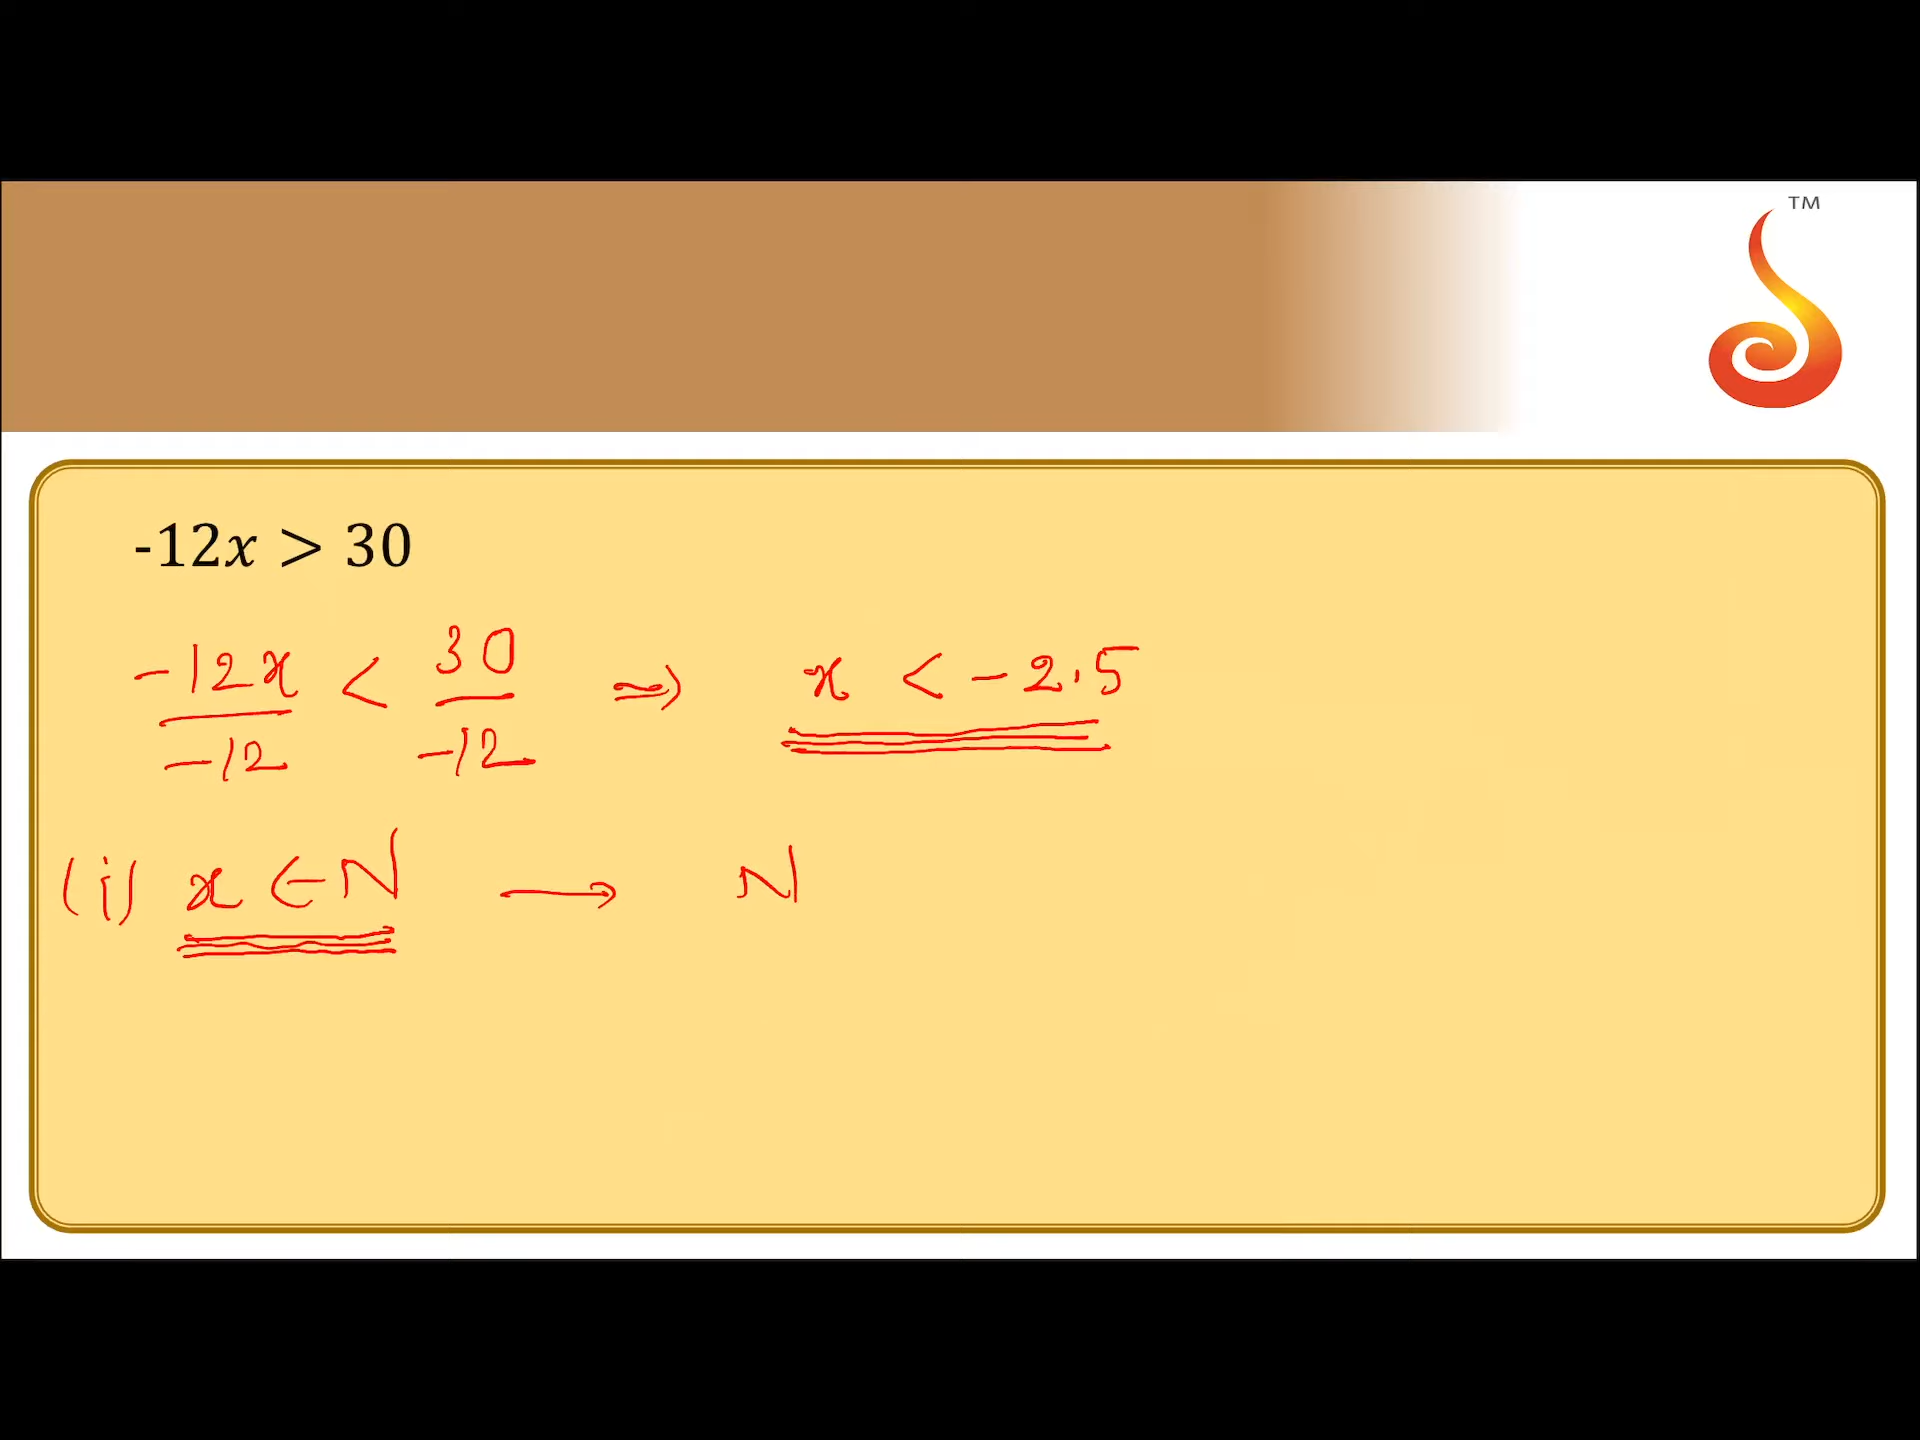 TM
-12x > 30
-12x/-12 < 30/-12 ⇒ x < -2.5
(i) x ∈ N → N